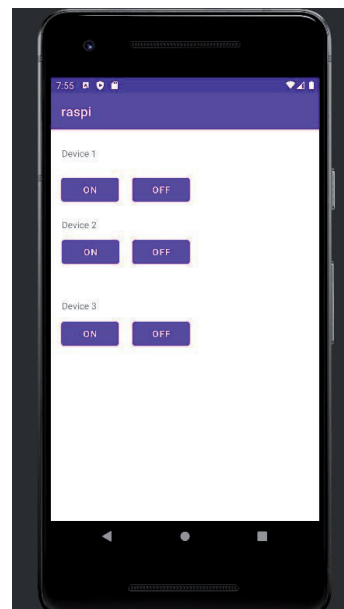 7:55
raspi
Device 1
ON OFF
Device 2
ON OFF
Device 3
ON OFF